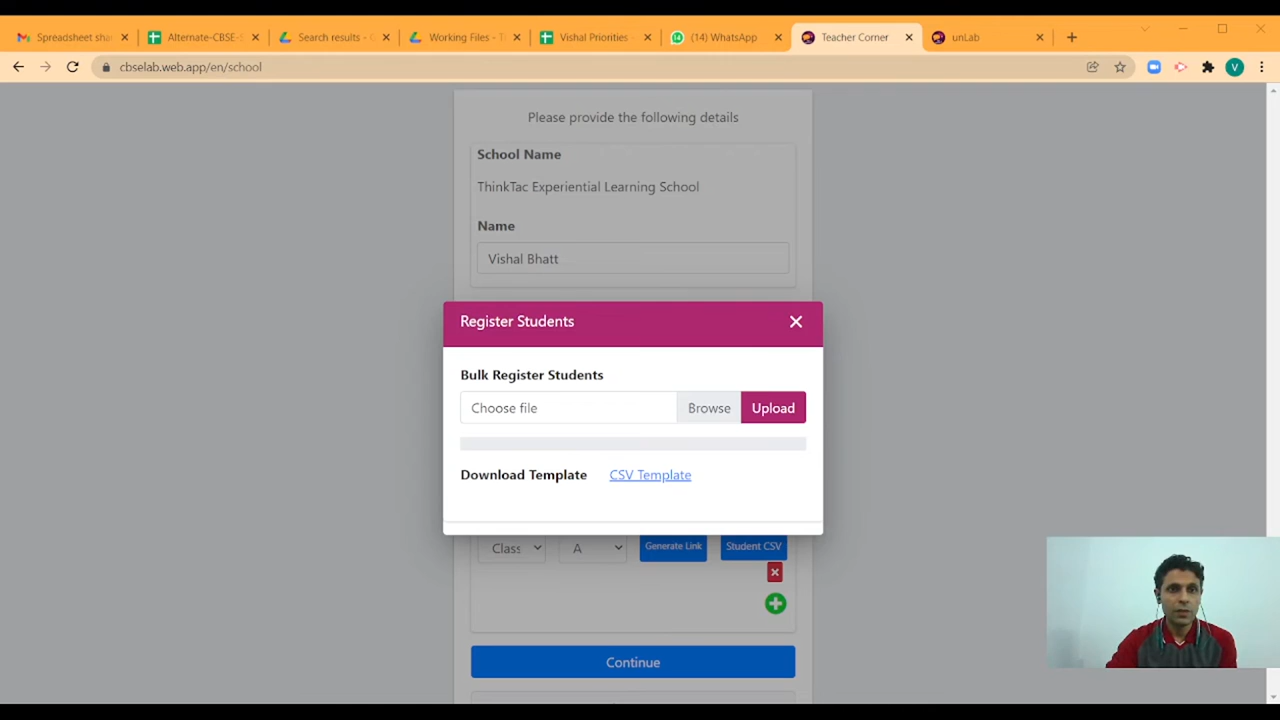 Spreadsheet sha
Alternate-CBSE-S
Search results - G
Working Files - Ti
Vishal Priorities -
(14) WhatsApp
Teacher Corner
unLab
cbselab.web.app/en/school
V
Please provide the following details
School Name
ThinkTac Experiential Learning School
Name
Vishal Bhatt
Register Students
Bulk Register Students
Choose file
Browse
Upload
Download Template
CSV Template
Class
A
Generate Link
Student CSV
Continue